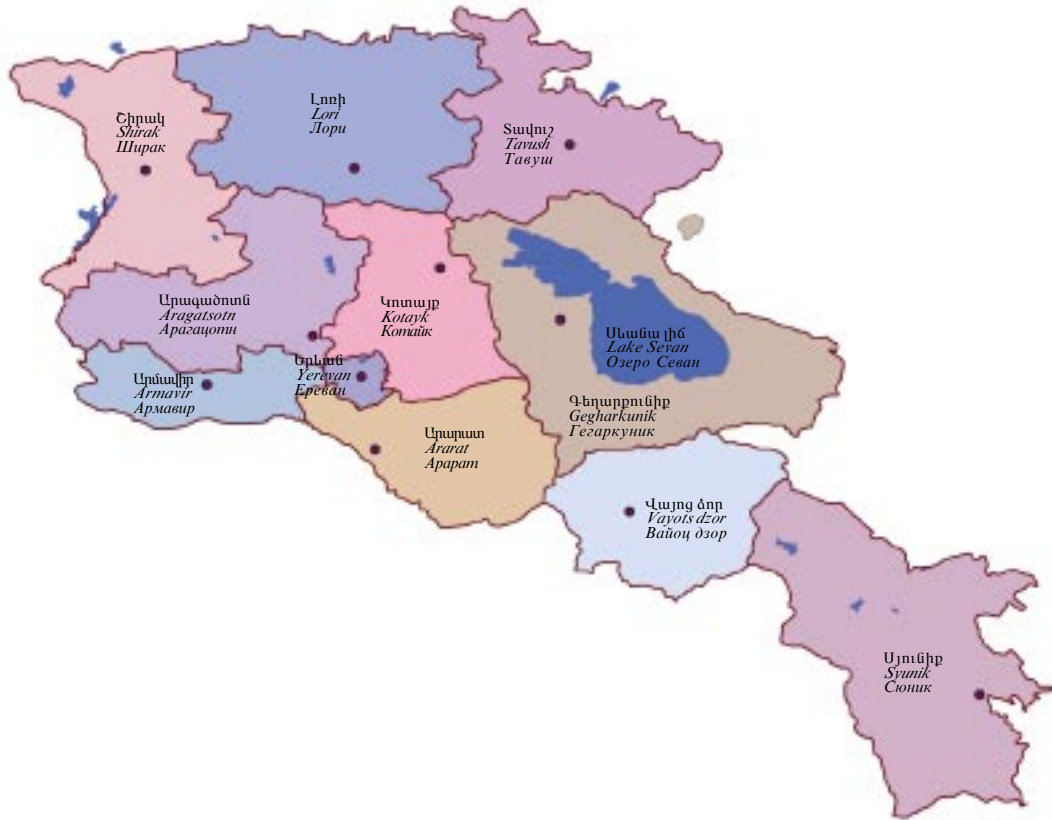 Լոռի
Lori
Лори
Շիրակ
Shirak
Ширак
Տավուշ
Tavush
Тавуш
Արագածոտն
Aragatsotn
Арагацотн
Կոտայք
Kotayk
Котайк
Սևանա լիճ
Lake Sevan
Озеро Севан
Երևան
Yerevan
Ереван
Արմավիր
Armavir
Армавир
Գեղարքունիք
Gegharkunik
Гегаркуник
Արարատ
Ararat
Арарат
Վայոց ձոր
Vayots dzor
Вайоц дзор
Սյունիք
Syunik
Сюник